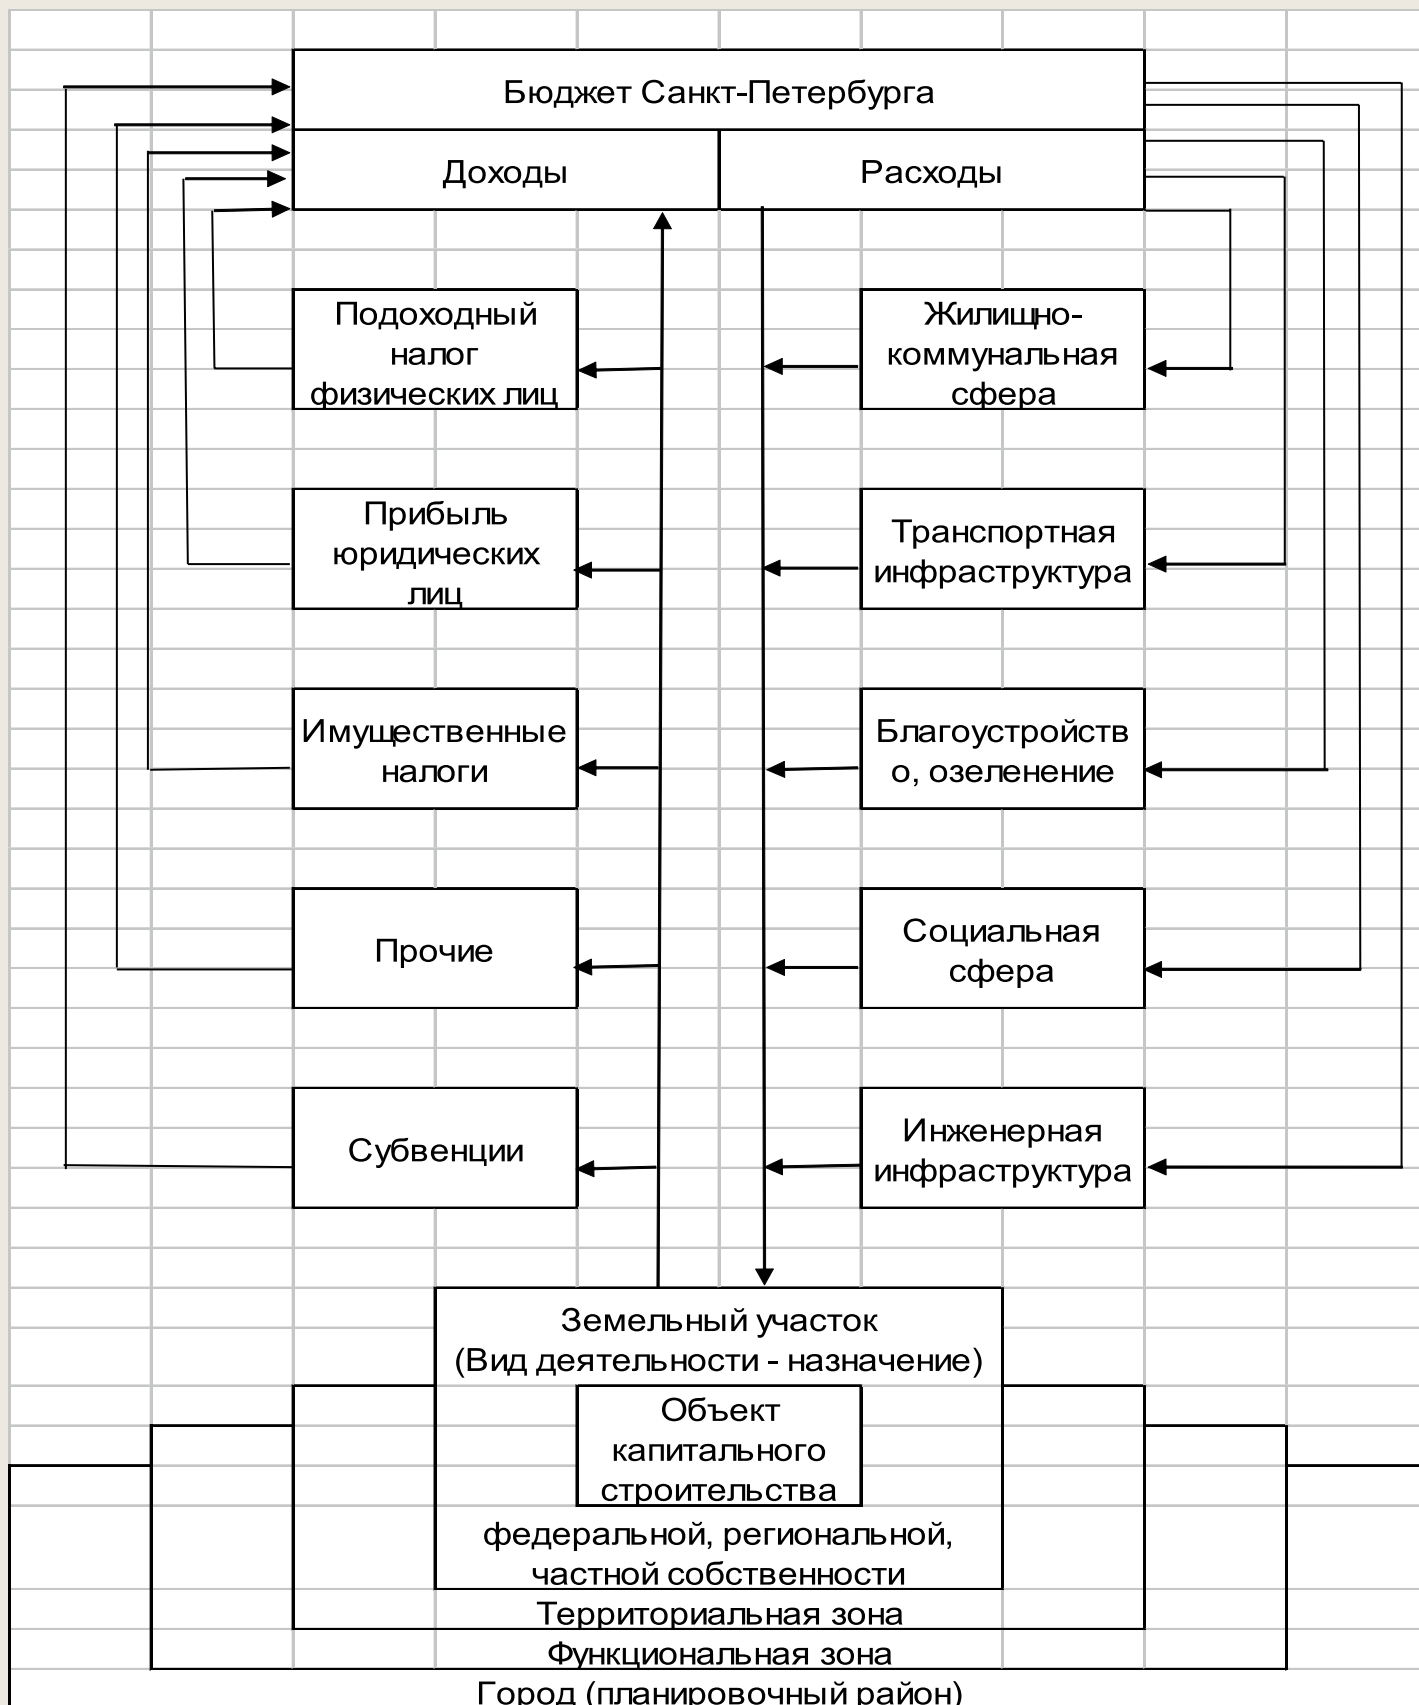 Бюджет Санкт-Петербурга
Доходы
Расходы
Подоходный
налог
физических лиц
Жилищно-
коммунальная
сфера
Прибыль
юридических
лиц
Транспортная
инфраструктура
Имущественные
налоги
Благоустройств
о, озеленение
Прочие
Социальная
сфера
Субвенции
Инженерная
инфраструктура
Земельный участок
(Вид деятельности - назначение)
Объект
капитального
строительства
федеральной, региональной,
частной собственности
Территориальная зона
Функциональная зона
Город (планировочный район)